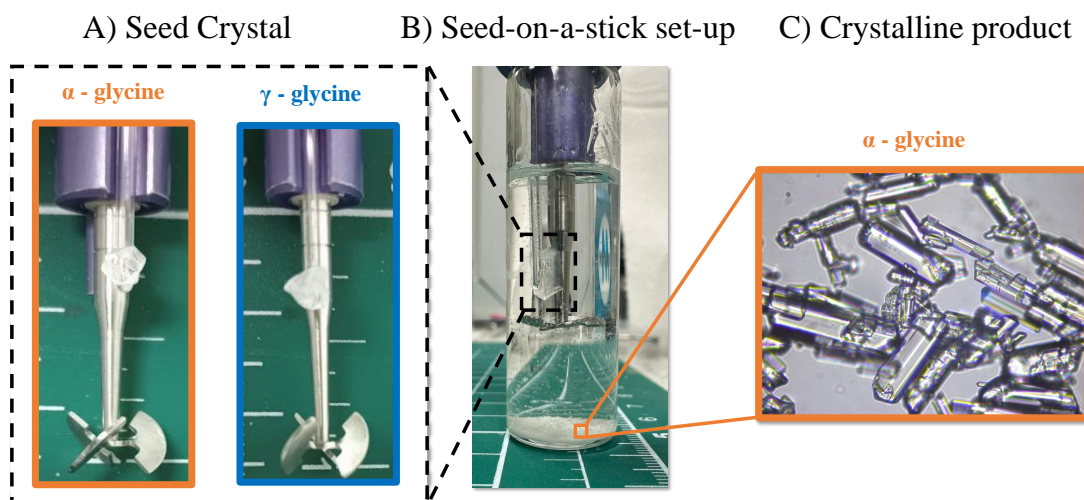 A) Seed Crystal
B) Seed-on-a-stick set-up
C) Crystalline product
α - glycine
γ - glycine
α - glycine